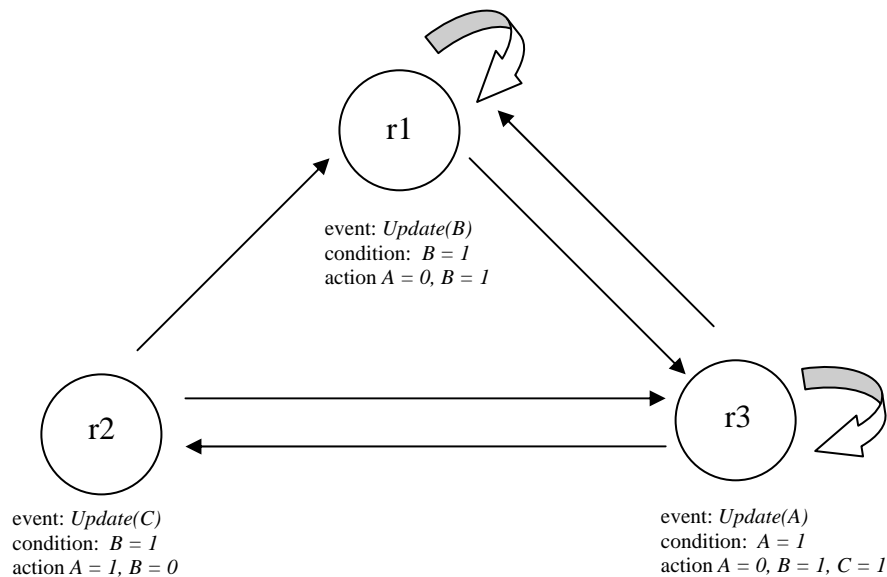 r1
event: Update(B)
condition: B = 1
action A = 0, B = 1
r2
event: Update(C)
condition: B = 1
action A = 1, B = 0
r3
event: Update(A)
condition: A = 1
action A = 0, B = 1, C = 1